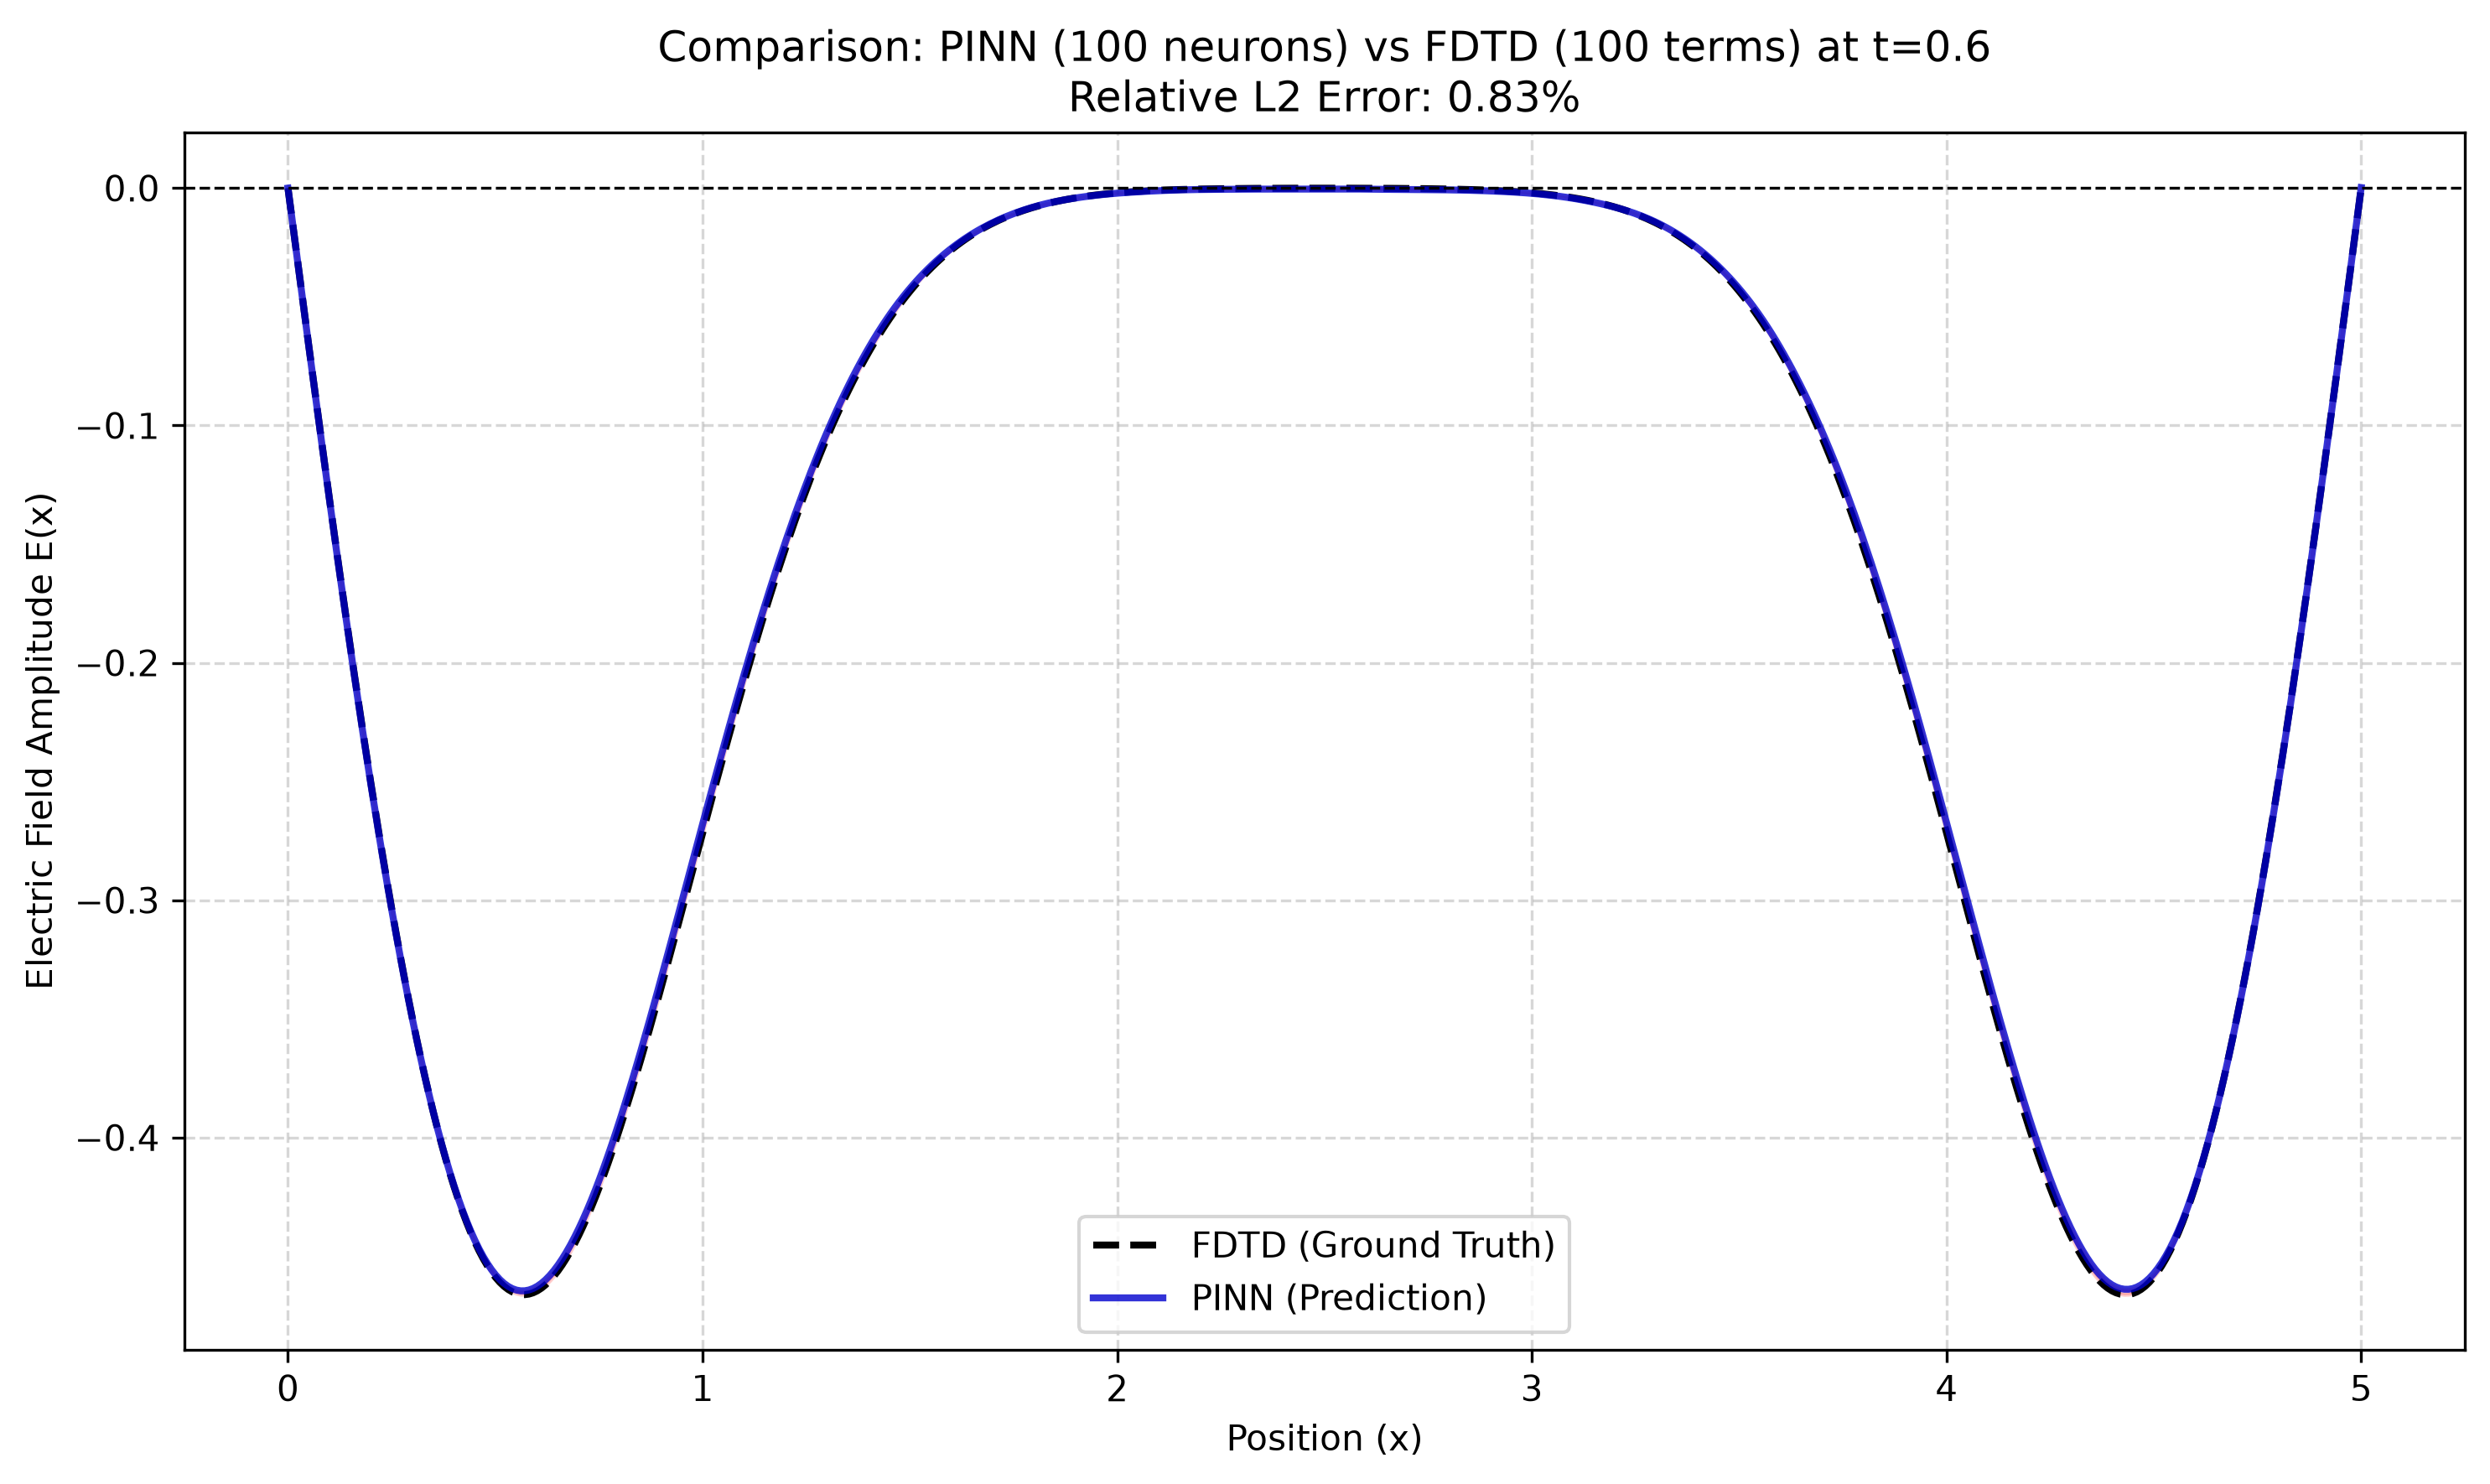 Comparison: PINN (100 neurons) vs FDTD (100 terms) at t=0.6
Relative L2 Error: 0.83%
Electric Field Amplitude E(x)
0.0
−0.1
−0.2
−0.3
−0.4
FDTD (Ground Truth)
PINN (Prediction)
0 1 2 3 4 5
Position (x)